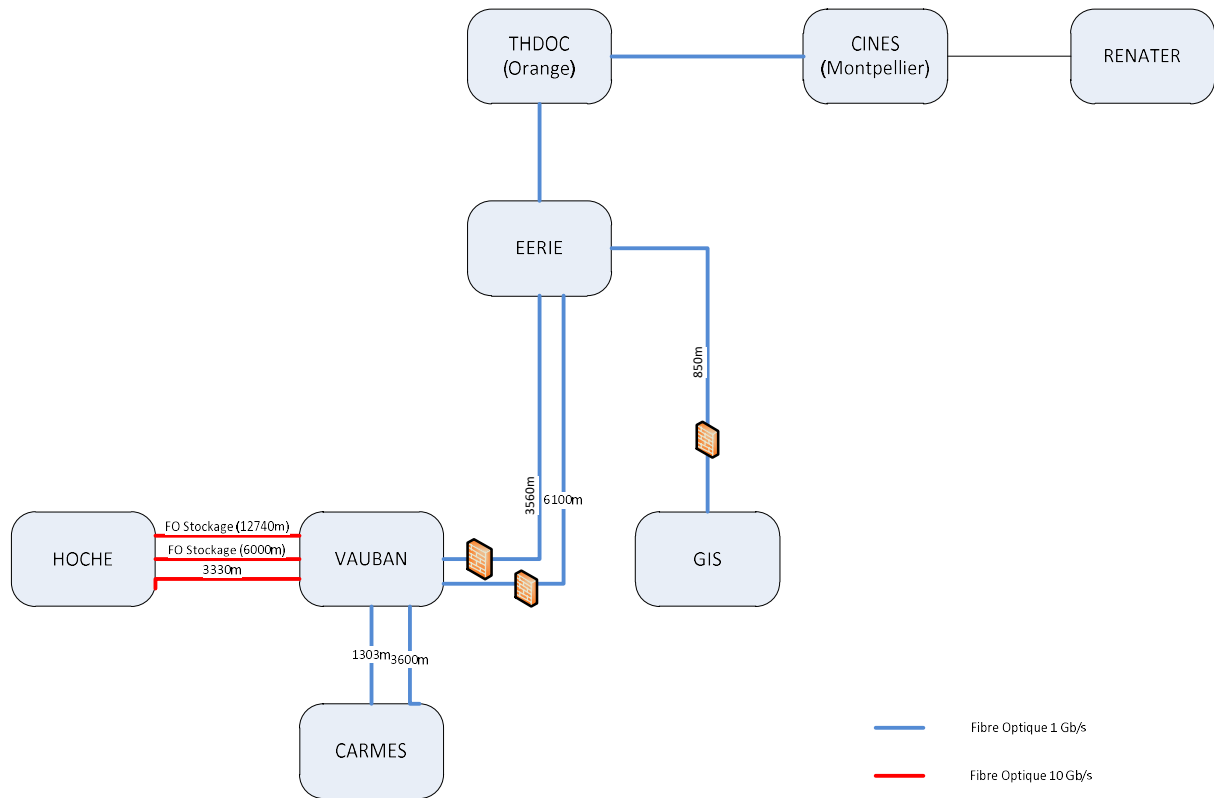 THDOC
(Orange)
CINES
(Montpellier)
RENATER
EERIE
850m
3560m
6100m
FO Stockage (12740m)
FO Stockage (6000m)
3330m
HOCHE
VAUBAN
GIS
1303m
3600m
CARMES
Fibre Optique 1 Gb/s
Fibre Optique 10 Gb/s